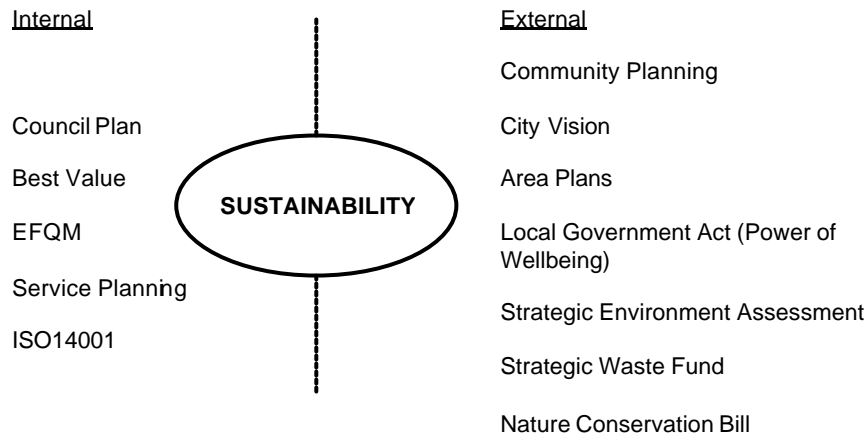 Internal
External
Community Planning
Council Plan
City Vision
Best Value
Area Plans
SUSTAINABILITY
EFQM
Local Government Act (Power of
Wellbeing)
Service Planning
Strategic Environment Assessment
ISO14001
Strategic Waste Fund
Nature Conservation Bill